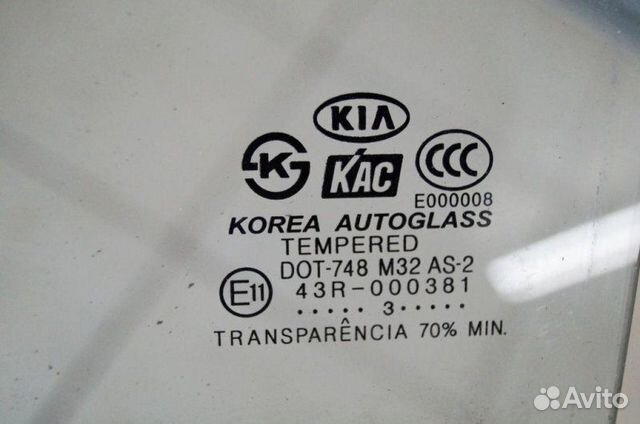 KIA
K
KAC
CCC
E000008
KOREA AUTOGLASS
TEMPERED
DOT-748 M32 AS-2
E11
43R-000381
..... 3 .....
TRANSPARÊNCIA 70% MIN.
Avito